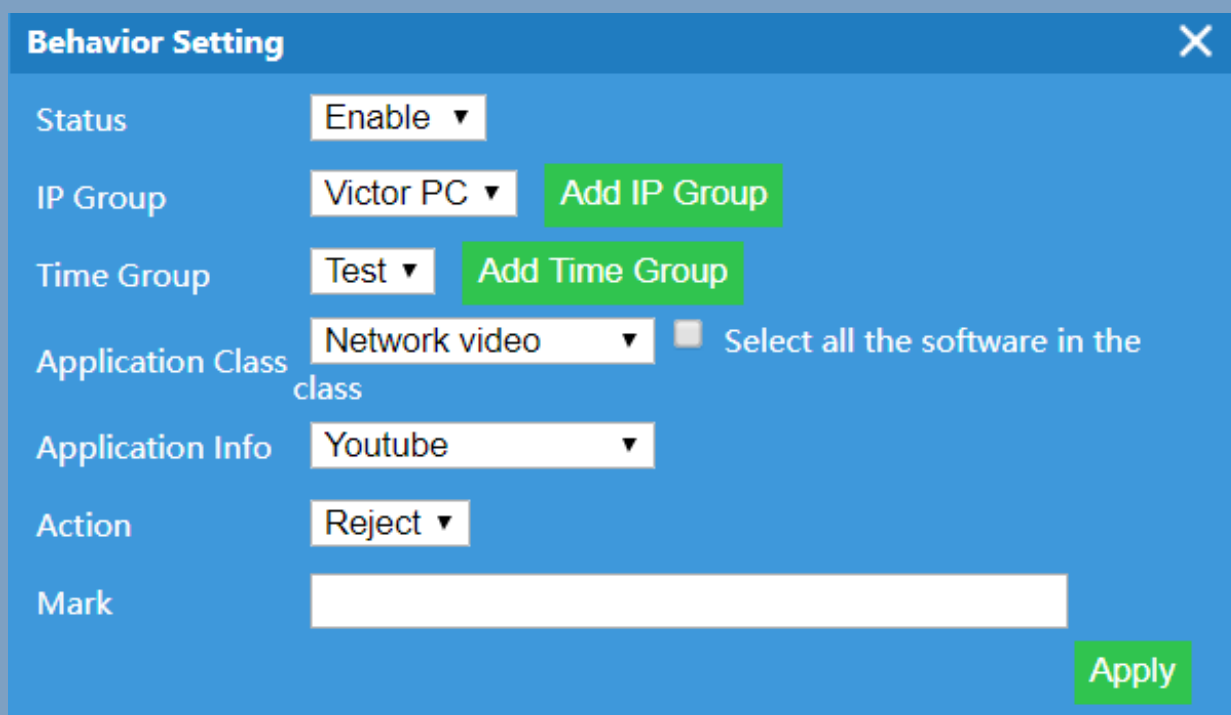 Behavior Setting
Status Enable
IP Group Victor PC Add IP Group
Time Group Test Add Time Group
Application Class Network video Select all the software in the
class
Application Info Youtube
Action Reject
Mark
Apply